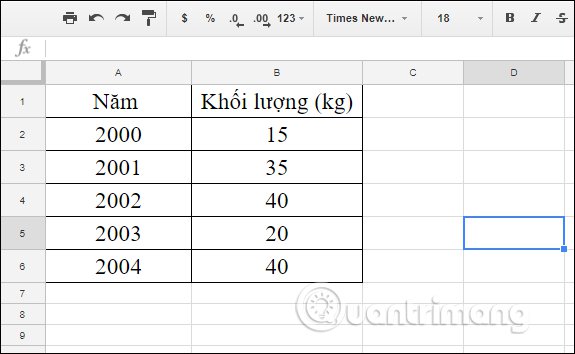 $ % .0 .00 123 Times New... 18 B I S
fx
A B C D
1 Năm Khối lượng (kg)
2 2000 15
3 2001 35
4 2002 40
5 2003 20
6 2004 40
7
8
9
Quantrimang